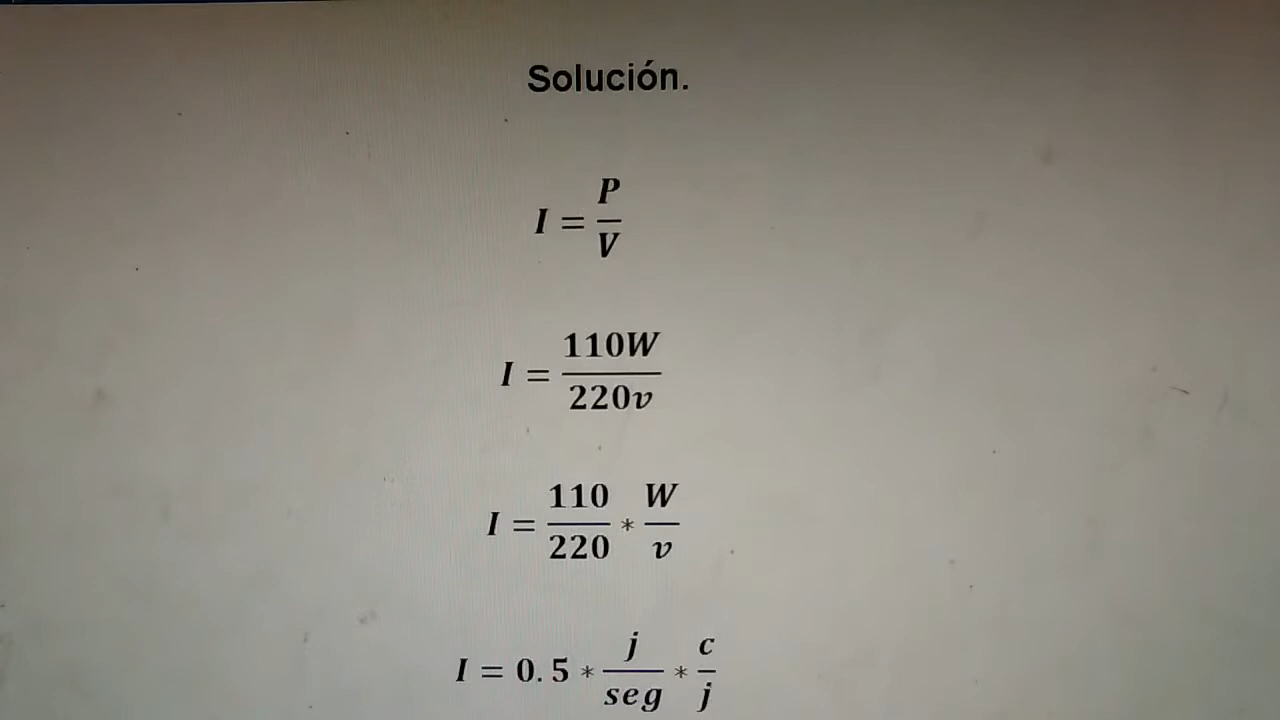 Solución.
I = P/V
I = 110W/220v
I = 110/220 * W/v
I = 0.5 * j/seg * c/j